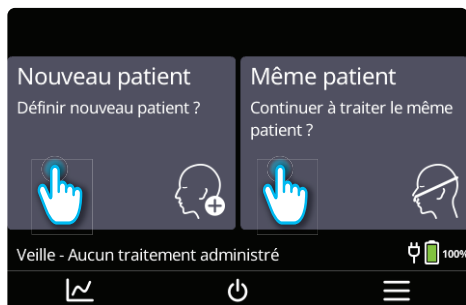 Nouveau patient
Définir nouveau patient ?
Même patient
Continuer à traiter le même
patient ?
Veille - Aucun traitement administré
100%